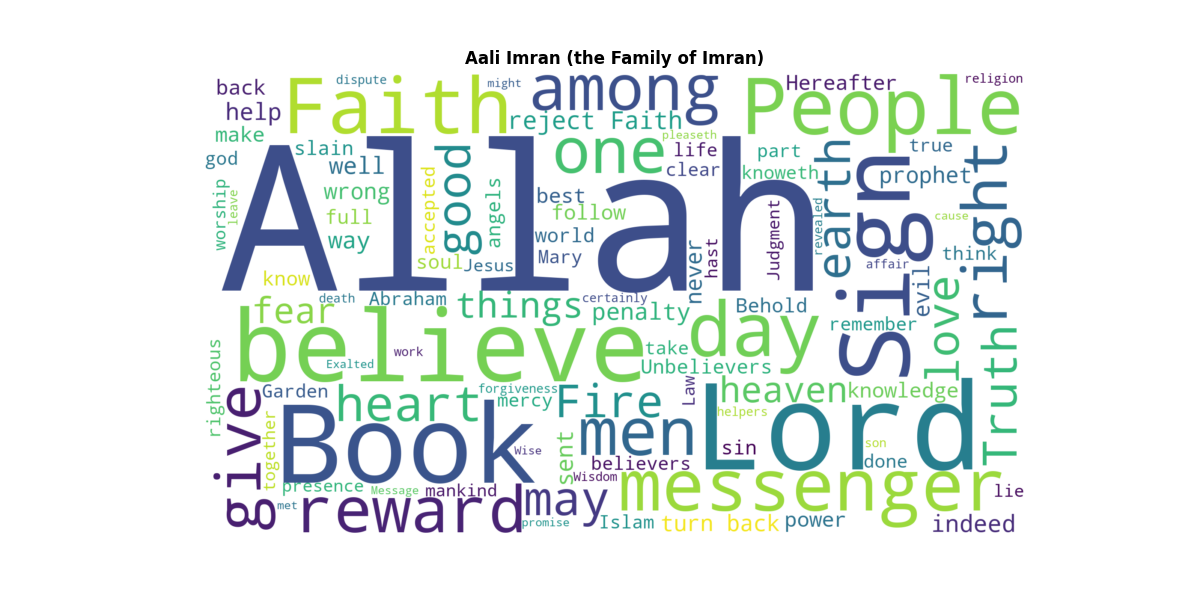 Aali Imran (the Family of Imran)
back
Faith
dispute
might
among
People
Hereafter
religion
help
reject Faith
make
slain
one
pleaseth
life
part
true
god
well
clear
knoweth
prophet
Allah
wrong
accepted
good
angels
best
full
follow
way
world
soul
Jesus
Mary
never
hast
Judgment
revealed
earth
Sign
right
cause
think
affair
evil
worship
leave
know
death
Abraham
things
certainly
penalty
Behold
fear
remember
love
Truth
believe
day
take
Unbelievers
work
Exalted
righteous
Garden
heart
forgiveness
mercy
Fire
Law
heaven
knowledge
helpers
give
together
Book
Wise
sent
men
Lord
sin
son
done
believers
Wisdom
presence
Message
mankind
messenger
lie
met
reward
may
promise
Islam
turn back
power
indeed